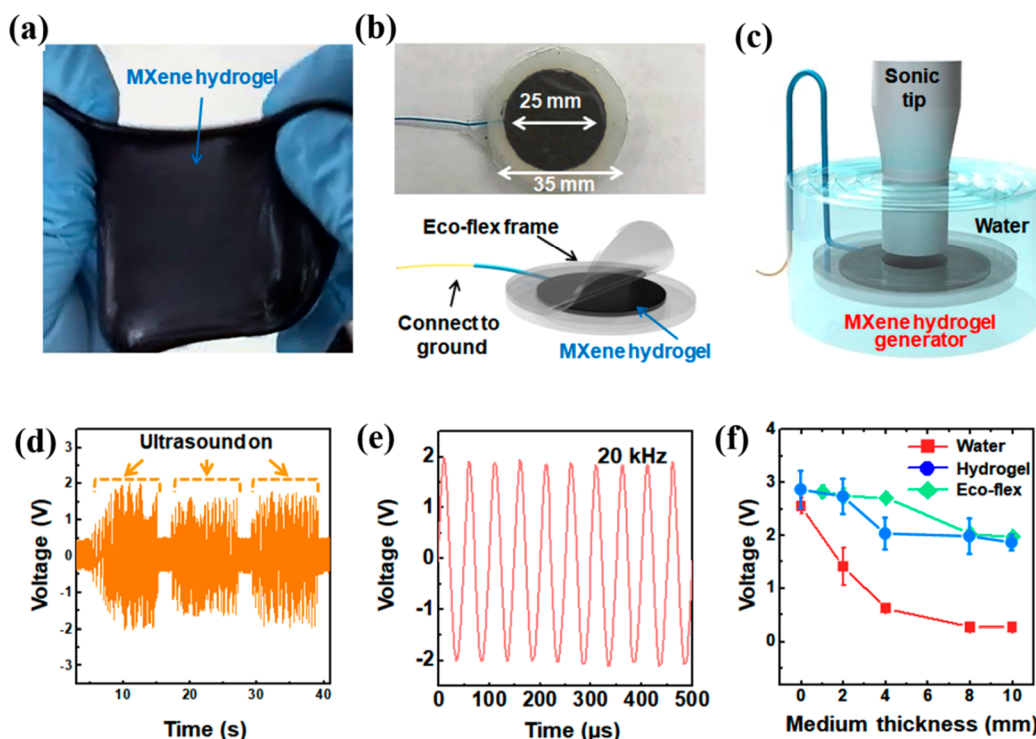 (a)
MXene hydrogel
(b)
25 mm
35 mm
Eco-flex frame
Connect to
ground
MXene hydrogel
(c)
Sonic
tip
Water
MXene hydrogel
generator
(d)
Ultrasound on
Voltage (V)
3
2
1
0
-1
-2
-3
10 20 30 40
Time (s)
(e)
20 kHz
Voltage (V)
2
1
0
-1
-2
0 100 200 300 400 500
Time (µs)
(f)
Water
Hydrogel
Eco-flex
Voltage (V)
4
3
2
1
0
0 2 4 6 8 10
Medium thickness (mm)